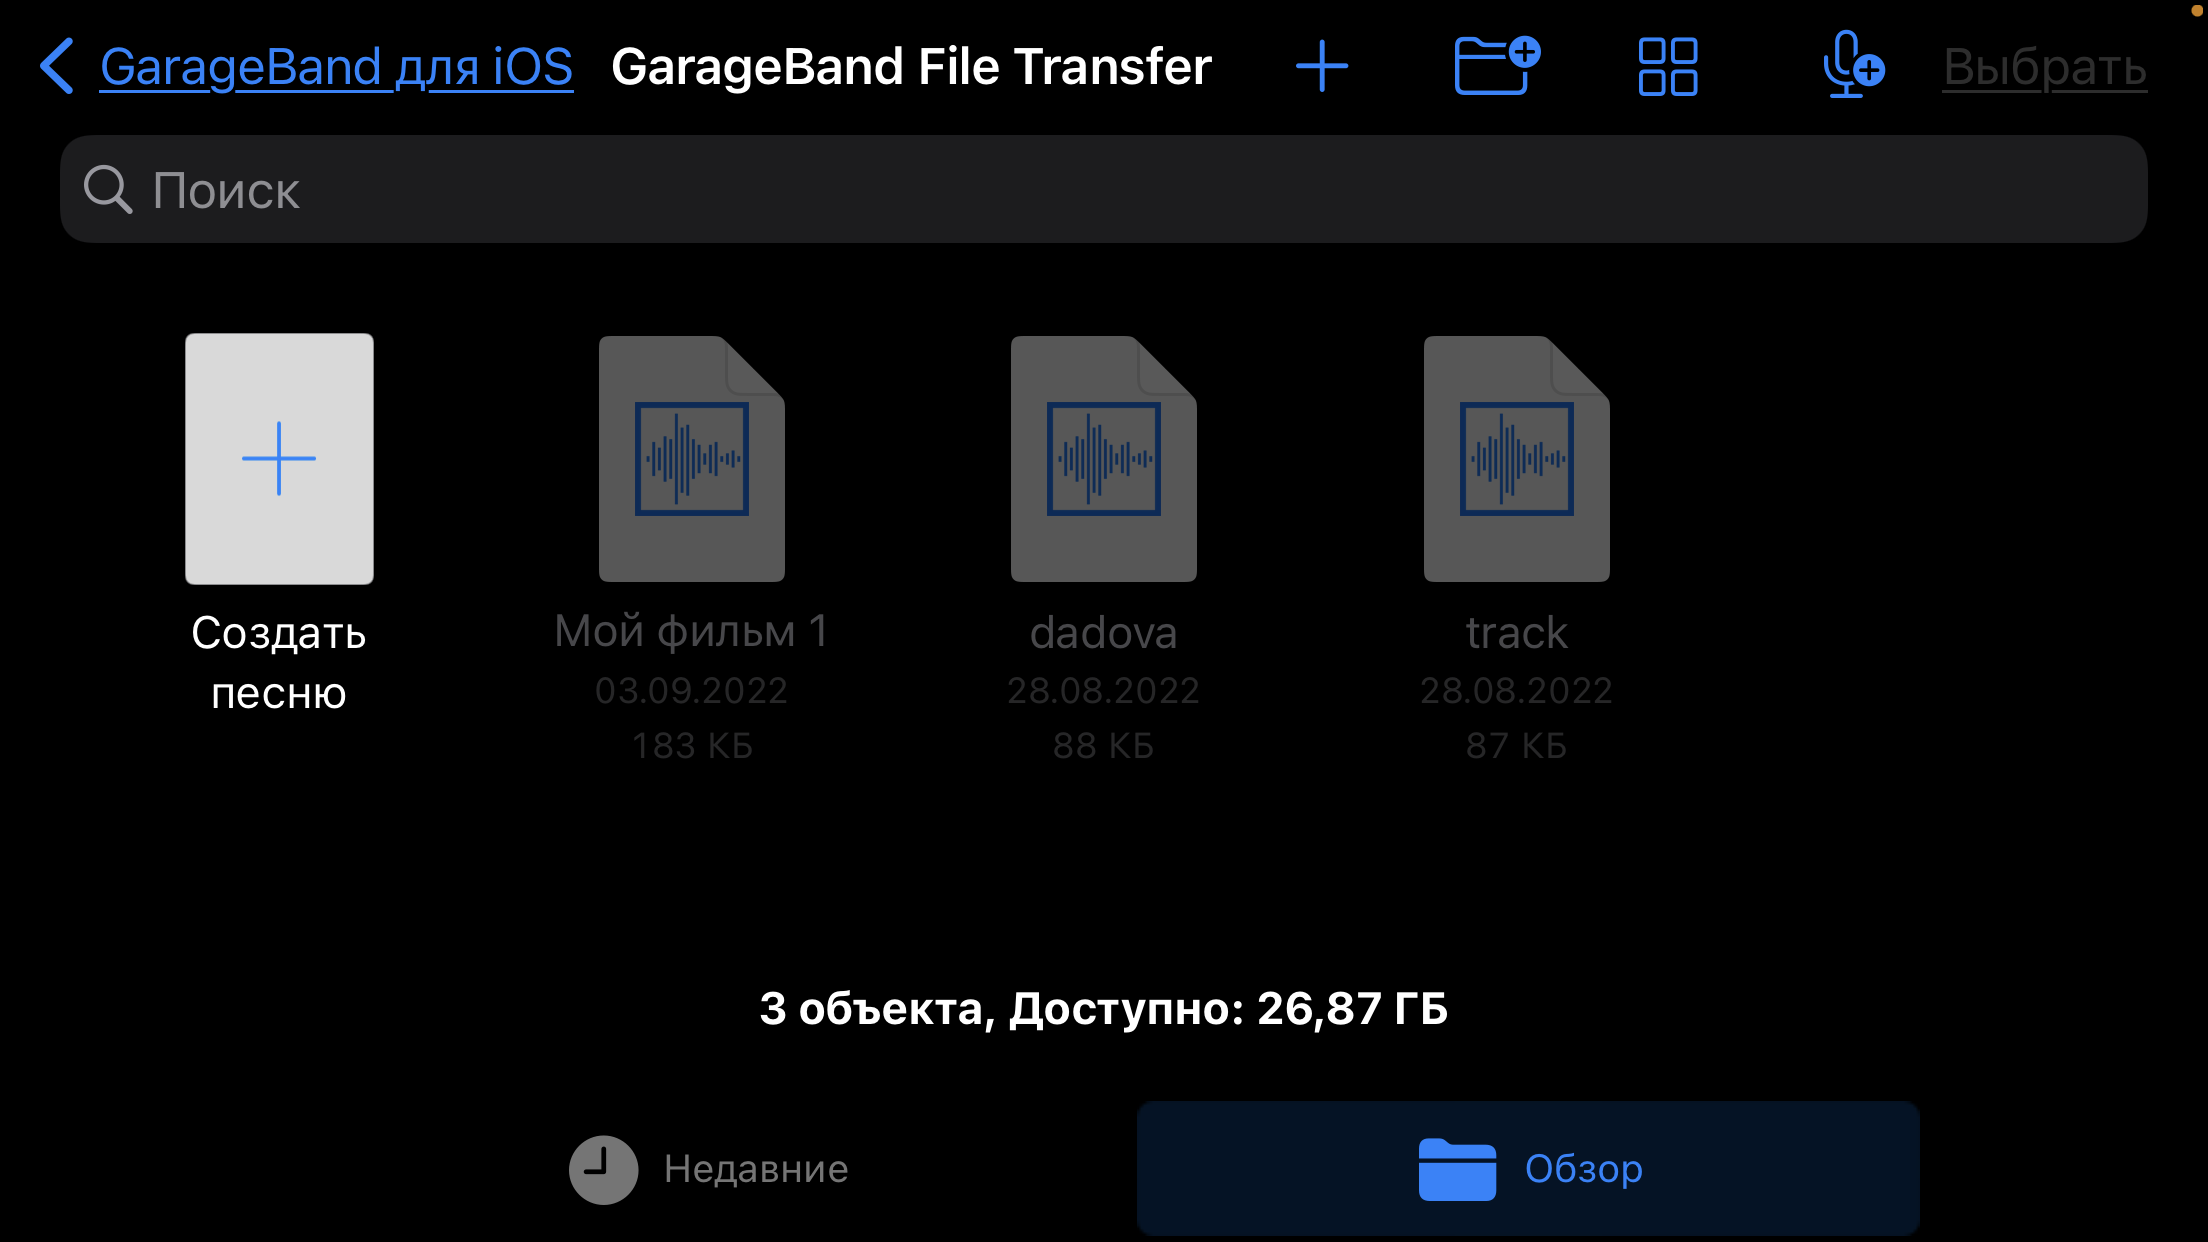 GarageBand для iOS GarageBand File Transfer Выбрать
Поиск
Создать
песню
Мой фильм 1
03.09.2022
183 КБ
dadova
28.08.2022
88 КБ
track
28.08.2022
87 КБ
3 объекта, Доступно: 26,87 ГБ
Недавние
Обзор